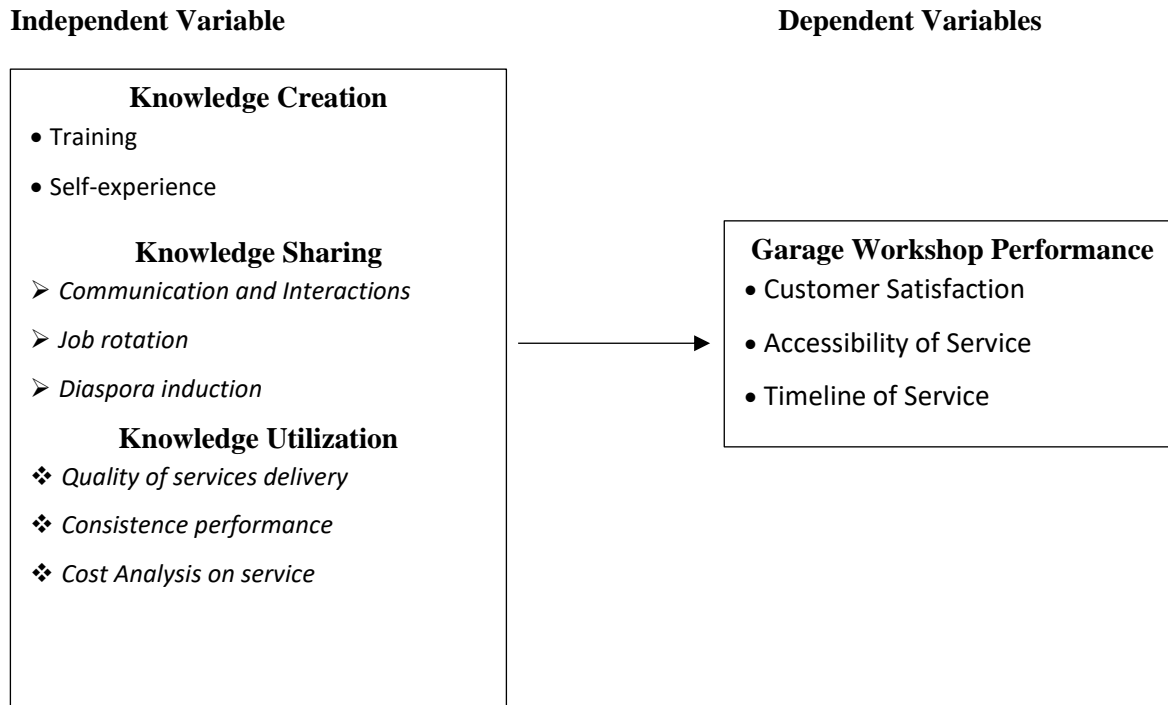 Independent Variable
Dependent Variables
Knowledge Creation
• Training
• Self-experience
Knowledge Sharing
➢ Communication and Interactions
➢ Job rotation
➢ Diaspora induction
Knowledge Utilization
❖ Quality of services delivery
❖ Consistence performance
❖ Cost Analysis on service
Garage Workshop Performance
• Customer Satisfaction
• Accessibility of Service
• Timeline of Service